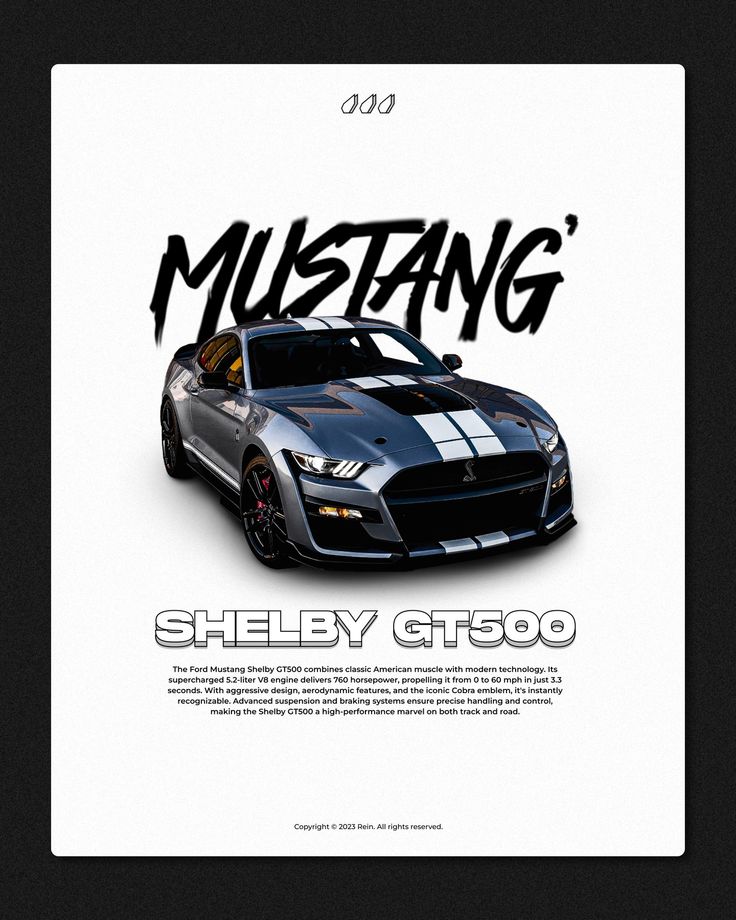 MUSTANG’
SHELBY GT500
The Ford Mustang Shelby GT500 combines classic American muscle with modern technology. Its
supercharged 5.2-liter V8 engine delivers 760 horsepower, propelling it from 0 to 60 mph in just 3.3
seconds. With aggressive design, aerodynamic features, and the iconic Cobra emblem, it's instantly
recognizable. Advanced suspension and braking systems ensure precise handling and control,
making the Shelby GT500 a high-performance marvel on both track and road.
Copyright © 2023 Rein. All rights reserved.